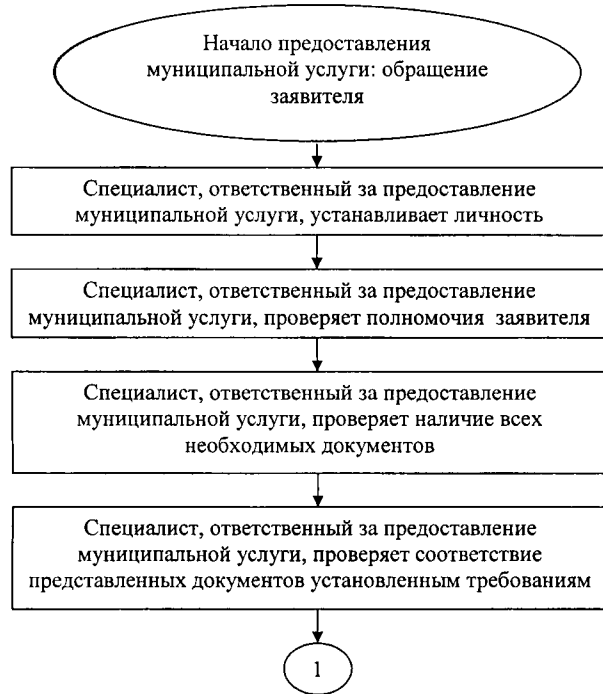 Начало предоставления
муниципальной услуги: обращение
заявителя
Специалист, ответственный за предоставление
муниципальной услуги, устанавливает личность
Специалист, ответственный за предоставление
муниципальной услуги, проверяет полномочия заявителя
Специалист, ответственный за предоставление
муниципальной услуги, проверяет наличие всех
необходимых документов
Специалист, ответственный за предоставление
муниципальной услуги, проверяет соответствие
представленных документов установленным требованиям
1